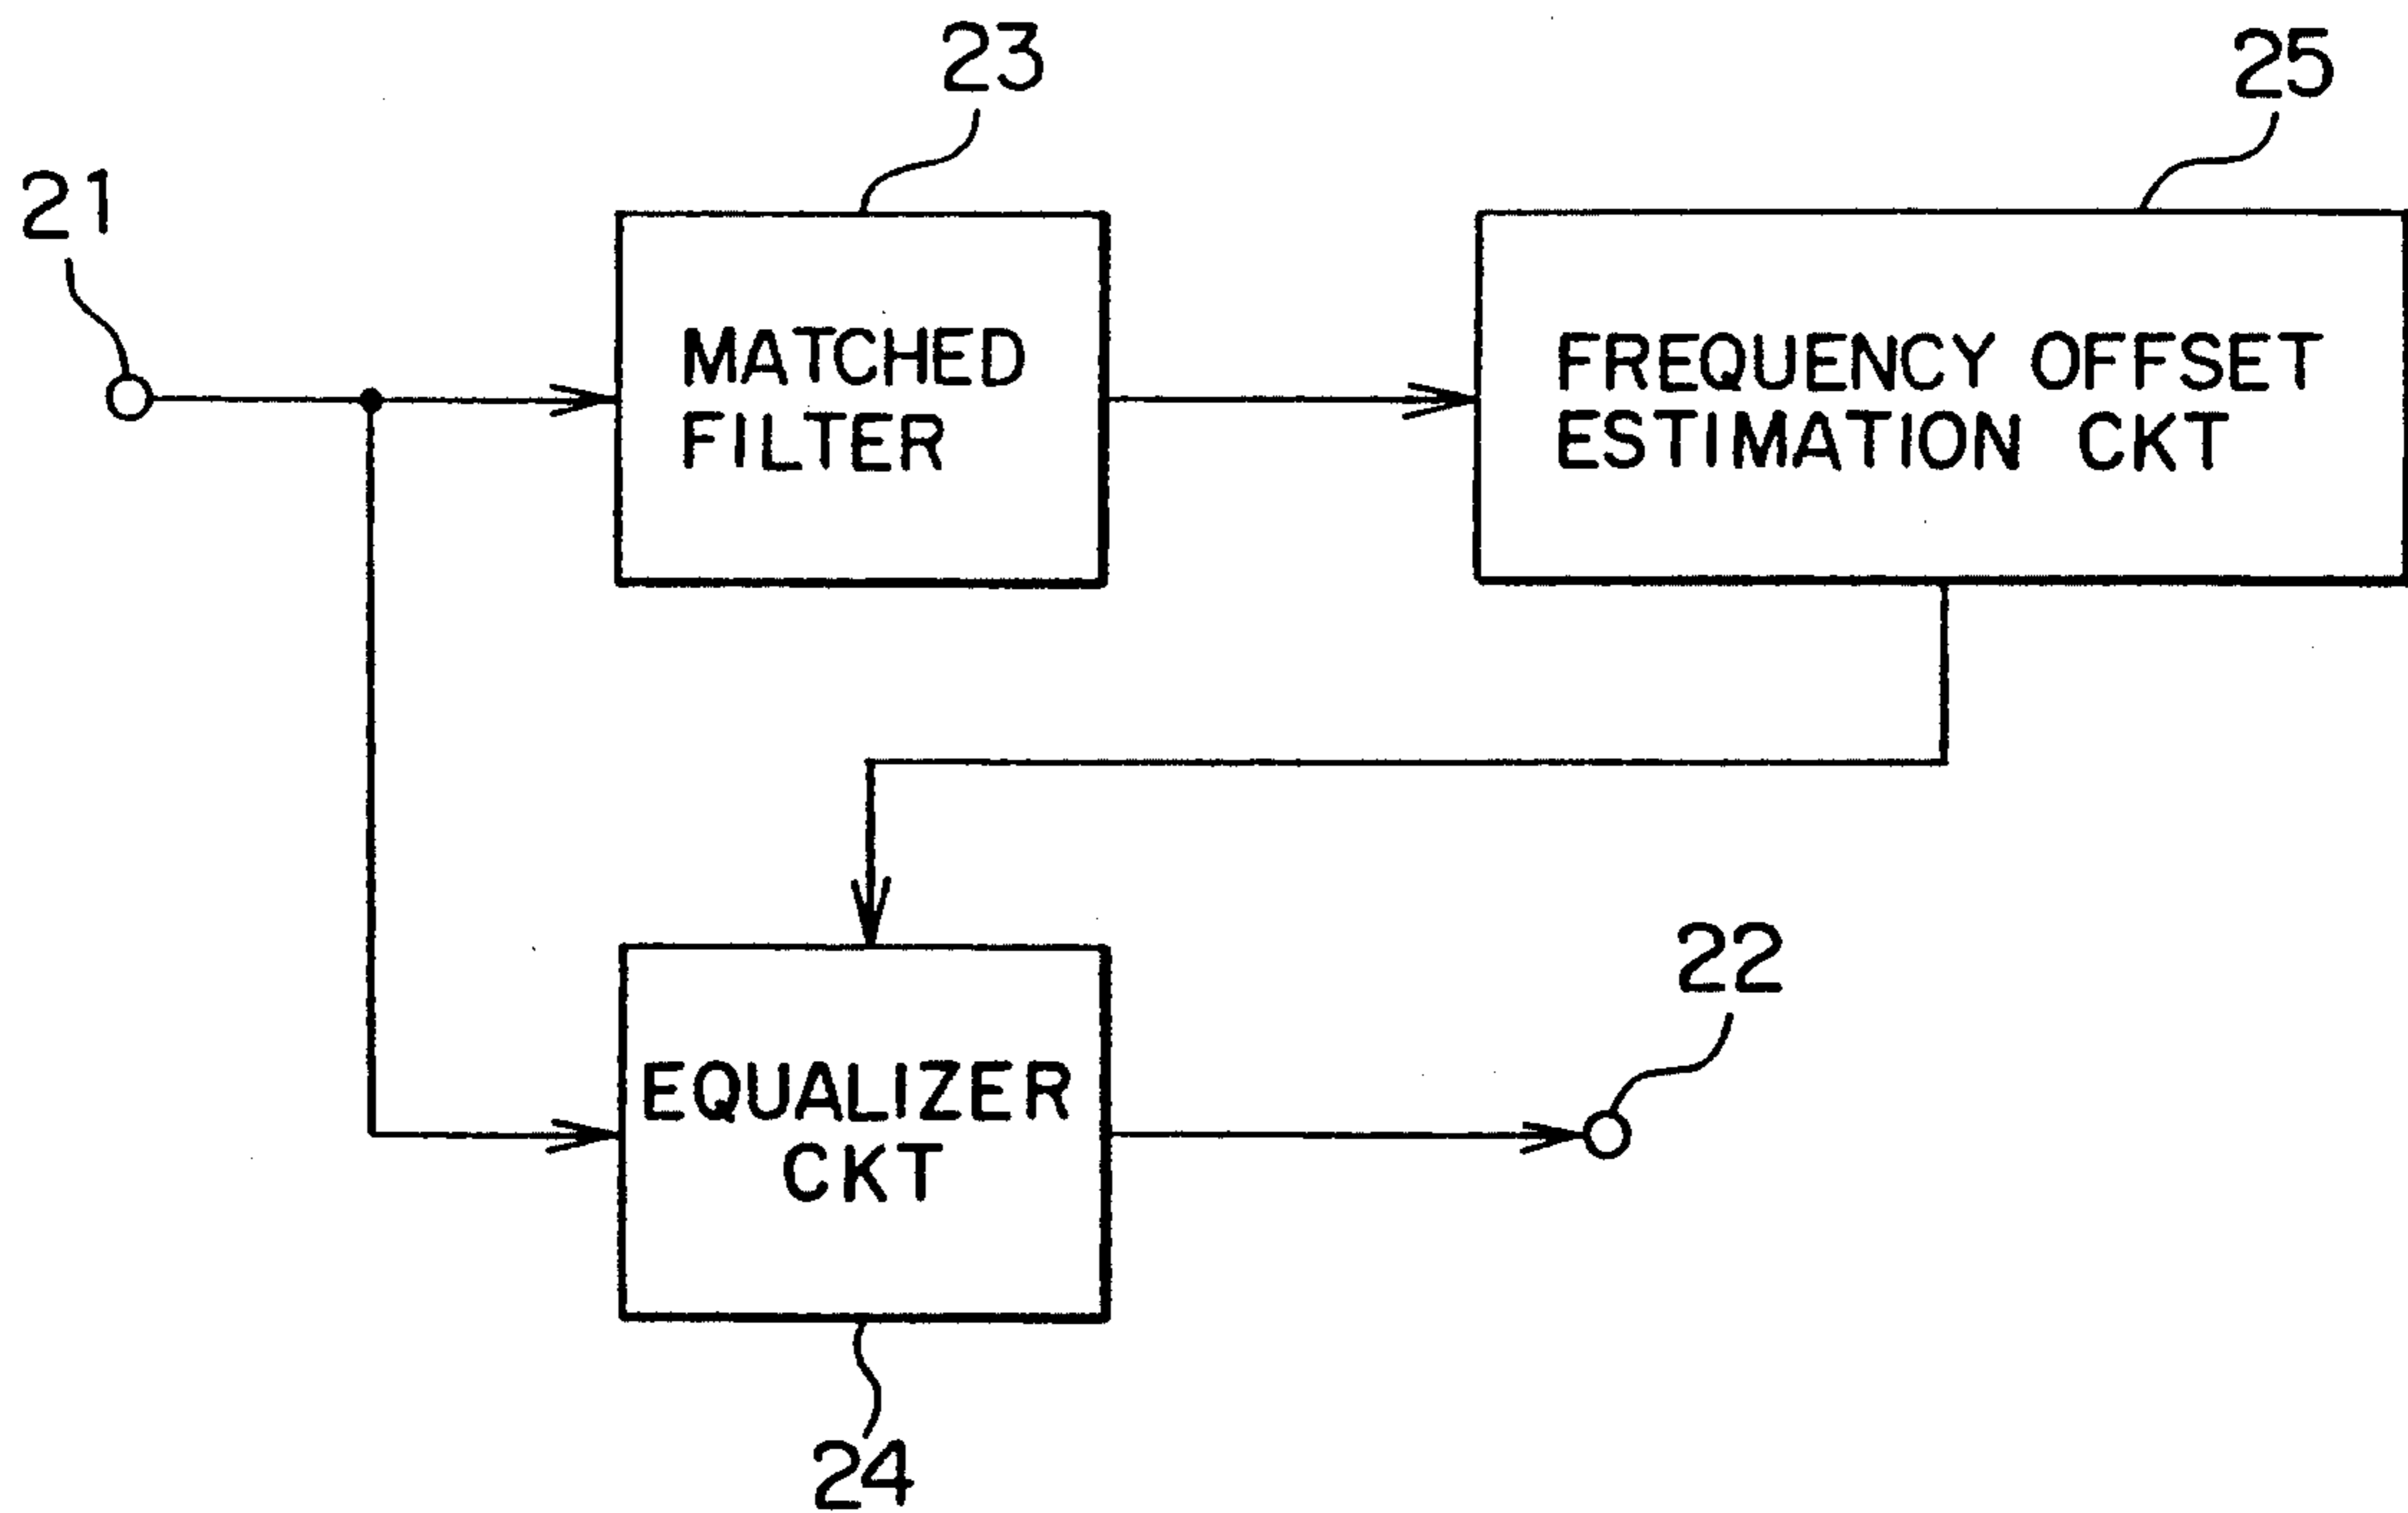 23
25
21
MATCHED
FILTER
FREQUENCY OFFSET
ESTIMATION CKT
22
EQUALIZER
CKT
24